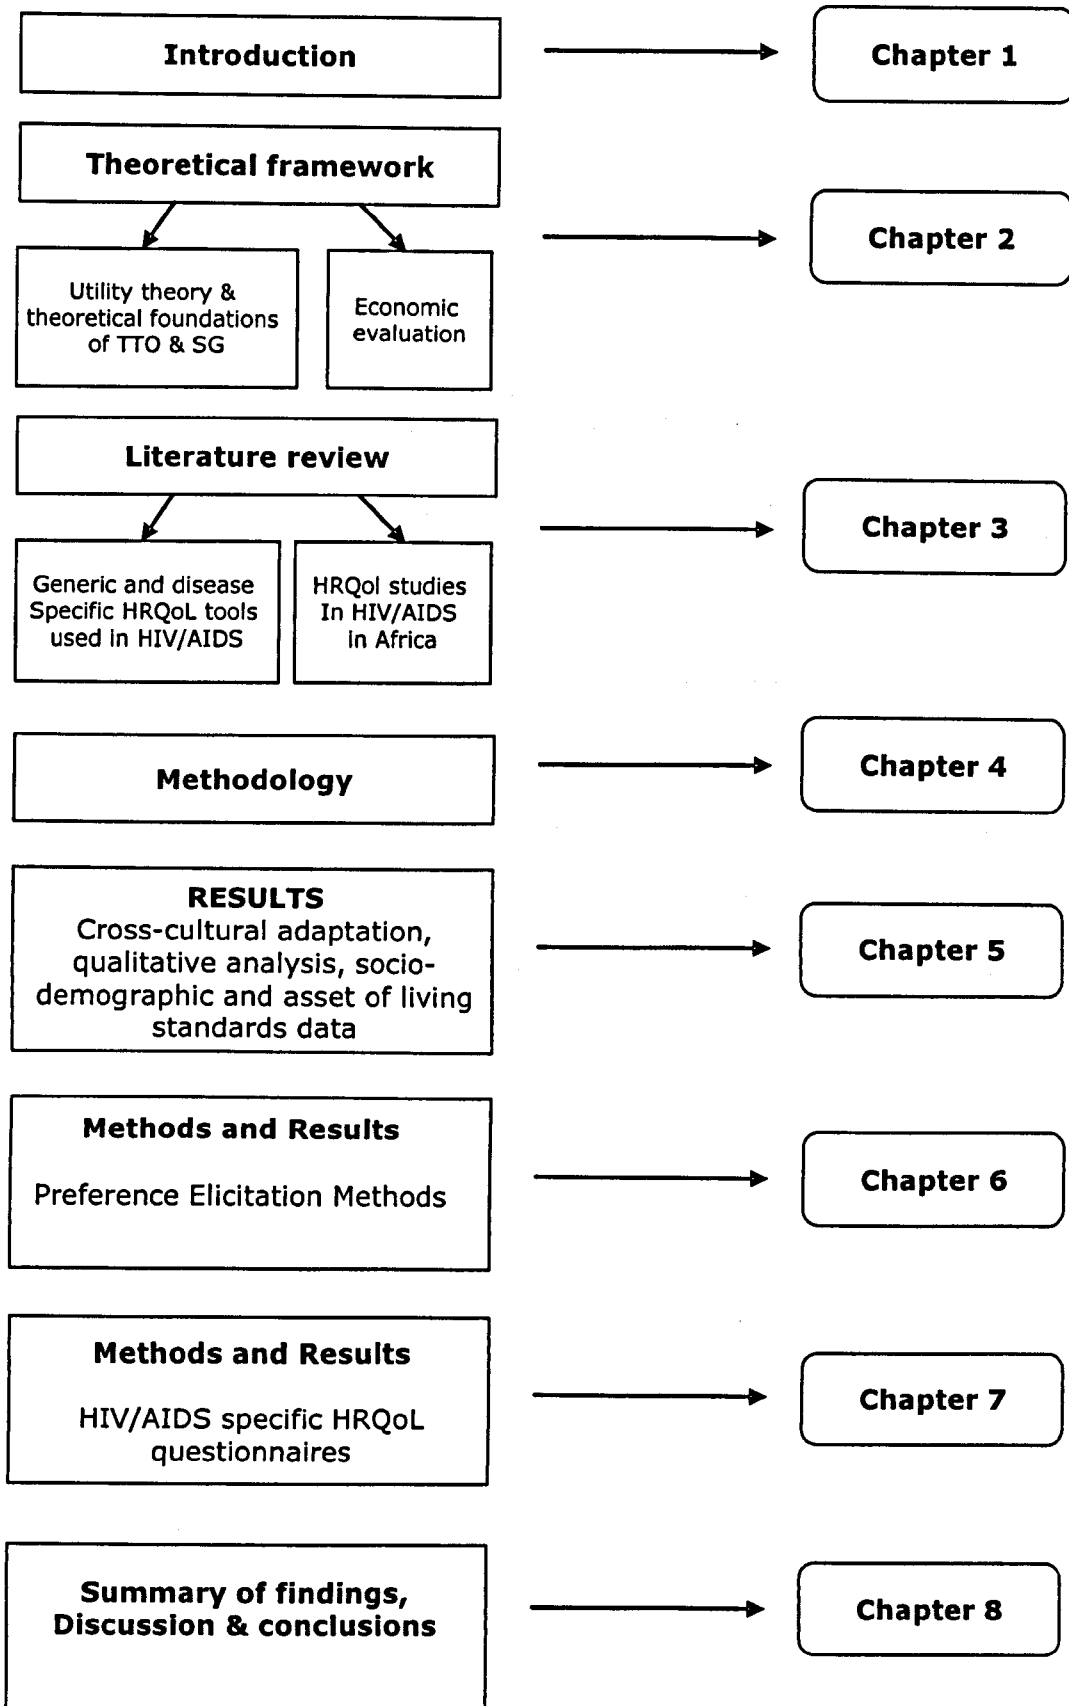 Introduction
Chapter 1
Theoretical framework
Chapter 2
Utility theory &
theoretical foundations
of TTO & SG
Economic
evaluation
Literature review
Chapter 3
Generic and disease
Specific HRQoL tools
used in HIV/AIDS
HRQol studies
In HIV/AIDS
in Africa
Methodology
Chapter 4
RESULTS
Cross-cultural adaptation,
qualitative analysis, socio-
demographic and asset of living
standards data
Chapter 5
Methods and Results
Preference Elicitation Methods
Chapter 6
Methods and Results
HIV/AIDS specific HRQoL
questionnaires
Chapter 7
Summary of findings,
Discussion & conclusions
Chapter 8